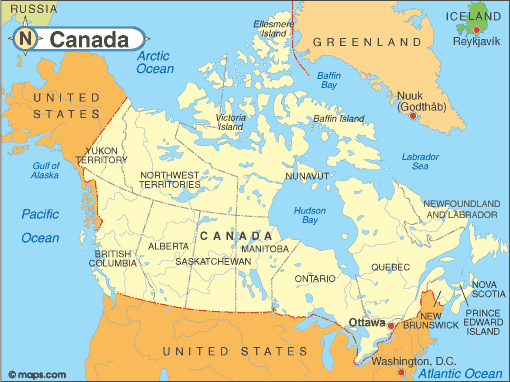 RUSSIA
N
Canada
Ellesmere
Island
ICELAND
Reykjavík
GREENLAND
Arctic
Ocean
Baffin
Bay
UNITED
STATES
Nuuk
(Godthåb)
Victoria
Island
Baffin Island
YUKON
TERRITORY
Gulf of
Alaska
NORTHWEST
TERRITORIES
NUNAVUT
Labrador
Sea
Pacific
Ocean
Hudson
Bay
NEWFOUNDLAND
AND LABRADOR
CANADA
BRITISH
COLUMBIA
ALBERTA
SASKATCHEWAN
MANITOBA
ONTARIO
QUEBEC
NOVA
SCOTIA
PRINCE
EDWARD
ISLAND
NEW
BRUNSWICK
Ottawa
UNITED STATES
Washington, D.C.
Atlantic Ocean
© maps.com